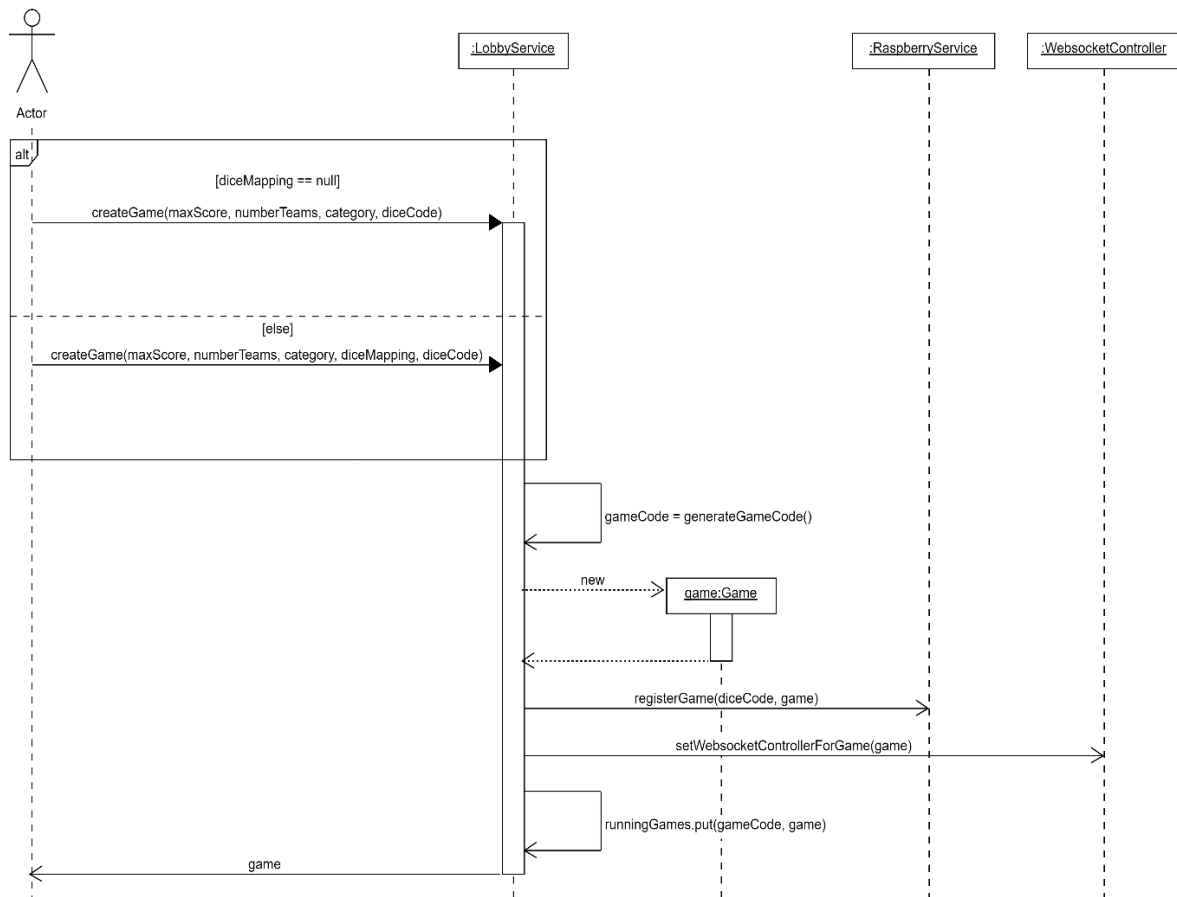 :LobbyService
:RaspberryService
:WebsocketController
Actor
alt
[diceMapping == null]
createGame(maxScore, numberTeams, category, diceCode)
[else]
createGame(maxScore, numberTeams, category, diceMapping, diceCode)
gameCode = generateGameCode()
new
game:Game
registerGame(diceCode, game)
setWebsocketControllerForGame(game)
runningGames.put(gameCode, game)
game